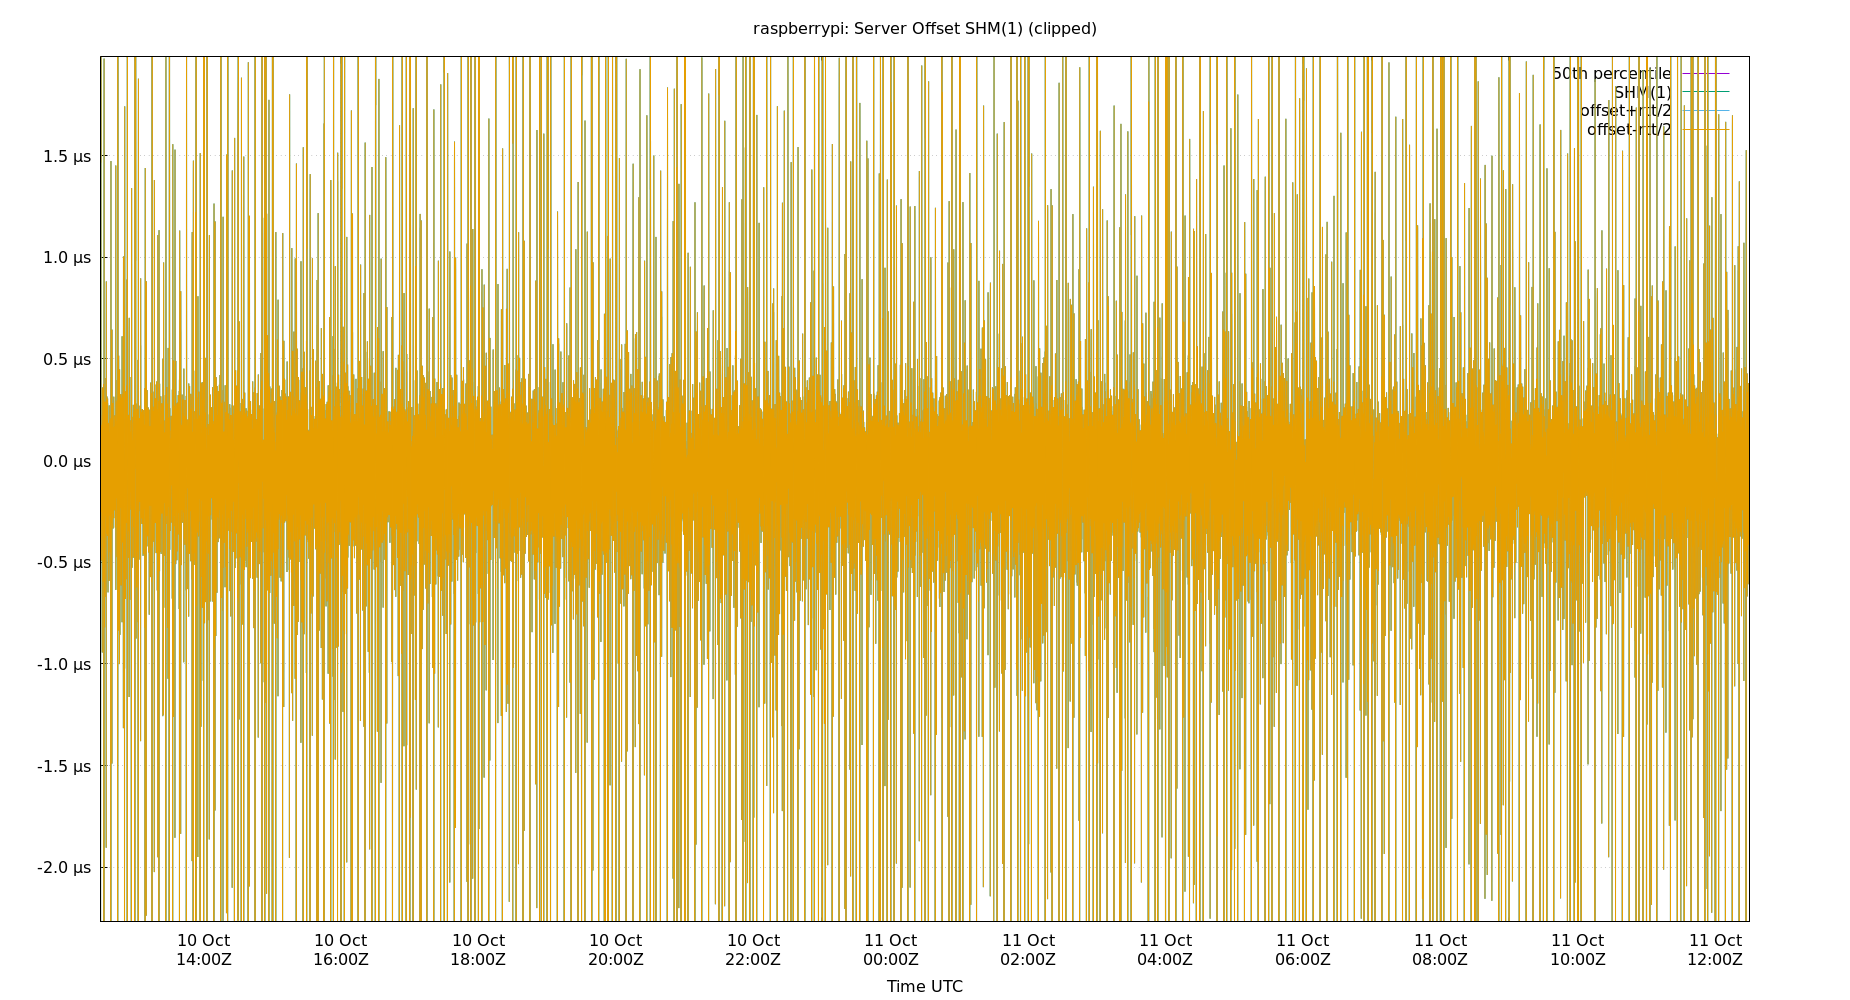 raspberrypi: Server Offset SHM(1) (clipped)
50th percentile
SHM(1)
offset+rtt/2
offset-rtt/2
1.5 µs
1.0 µs
0.5 µs
0.0 µs
-0.5 µs
-1.0 µs
-1.5 µs
-2.0 µs
10 Oct 10 Oct 10 Oct 10 Oct 10 Oct 11 Oct 11 Oct 11 Oct 11 Oct 11 Oct 11 Oct 11 Oct
14:00Z 16:00Z 18:00Z 20:00Z 22:00Z 00:00Z 02:00Z 04:00Z 06:00Z 08:00Z 10:00Z 12:00Z
Time UTC